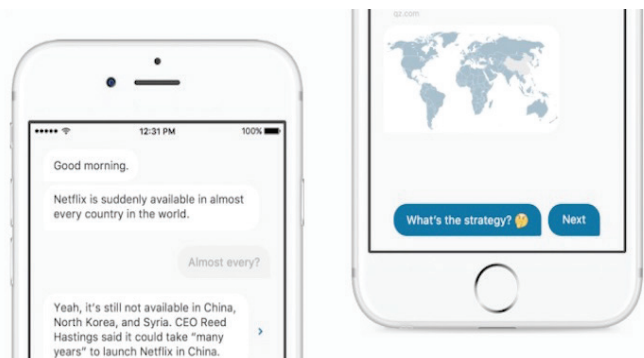 12:31 PM
100%
Good morning.
Netflix is suddenly available in almost
every country in the world.
Almost every?
Yeah, it's still not available in China,
North Korea, and Syria. CEO Reed
Hastings said it could take "many
years" to launch Netflix in China.
qz.com
What's the strategy? 🤔
Next